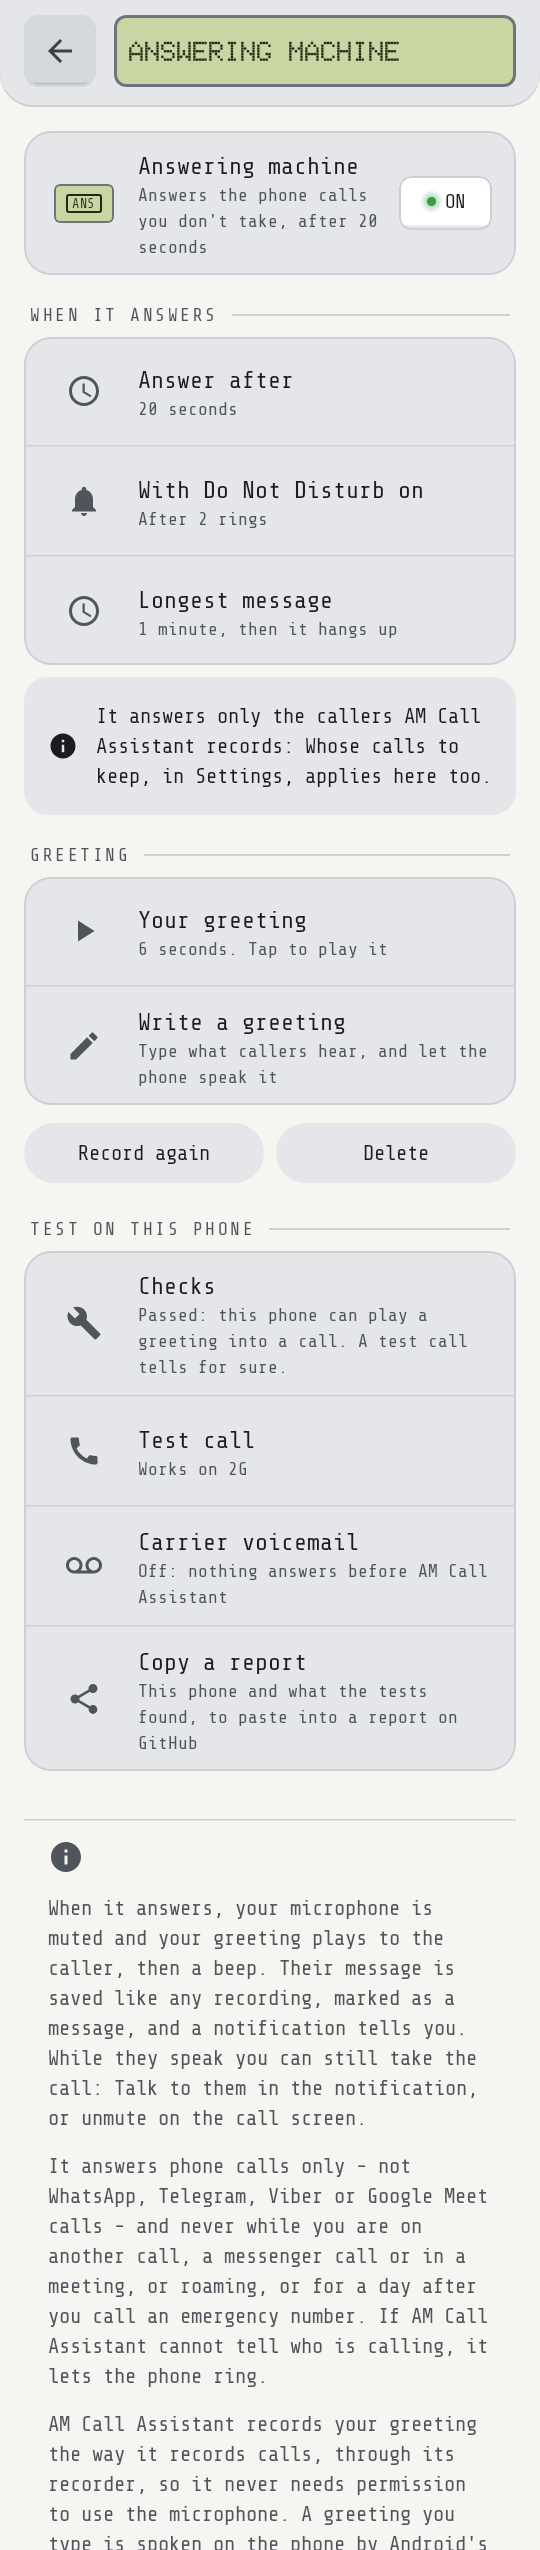 ANSWERING MACHINE
ANS
Answering machine
Answers the phone calls
you don't take, after 20
seconds
ON
WHEN IT ANSWERS
Answer after
20 seconds
With Do Not Disturb on
After 2 rings
Longest message
1 minute, then it hangs up
It answers only the callers AM Call
Assistant records: Whose calls to
keep, in Settings, applies here too.
GREETING
Your greeting
6 seconds. Tap to play it
Write a greeting
Type what callers hear, and let the
phone speak it
Record again
Delete
TEST ON THIS PHONE
Checks
Passed: this phone can play a
greeting into a call. A test call
tells for sure.
Test call
Works on 2G
Carrier voicemail
Off: nothing answers before AM Call
Assistant
Copy a report
This phone and what the tests
found, to paste into a report on
GitHub
When it answers, your microphone is
muted and your greeting plays to the
caller, then a beep. Their message is
saved like any recording, marked as a
message, and a notification tells you.
While they speak you can still take the
call: Talk to them in the notification,
or unmute on the call screen.
It answers phone calls only – not
WhatsApp, Telegram, Viber or Google Meet
calls – and never while you are on
another call, a messenger call or in a
meeting, or roaming, or for a day after
you call an emergency number. If AM Call
Assistant cannot tell who is calling, it
lets the phone ring.
AM Call Assistant records your greeting
the way it records calls, through its
recorder, so it never needs permission
to use the microphone. A greeting you
type is spoken on the phone by Android's